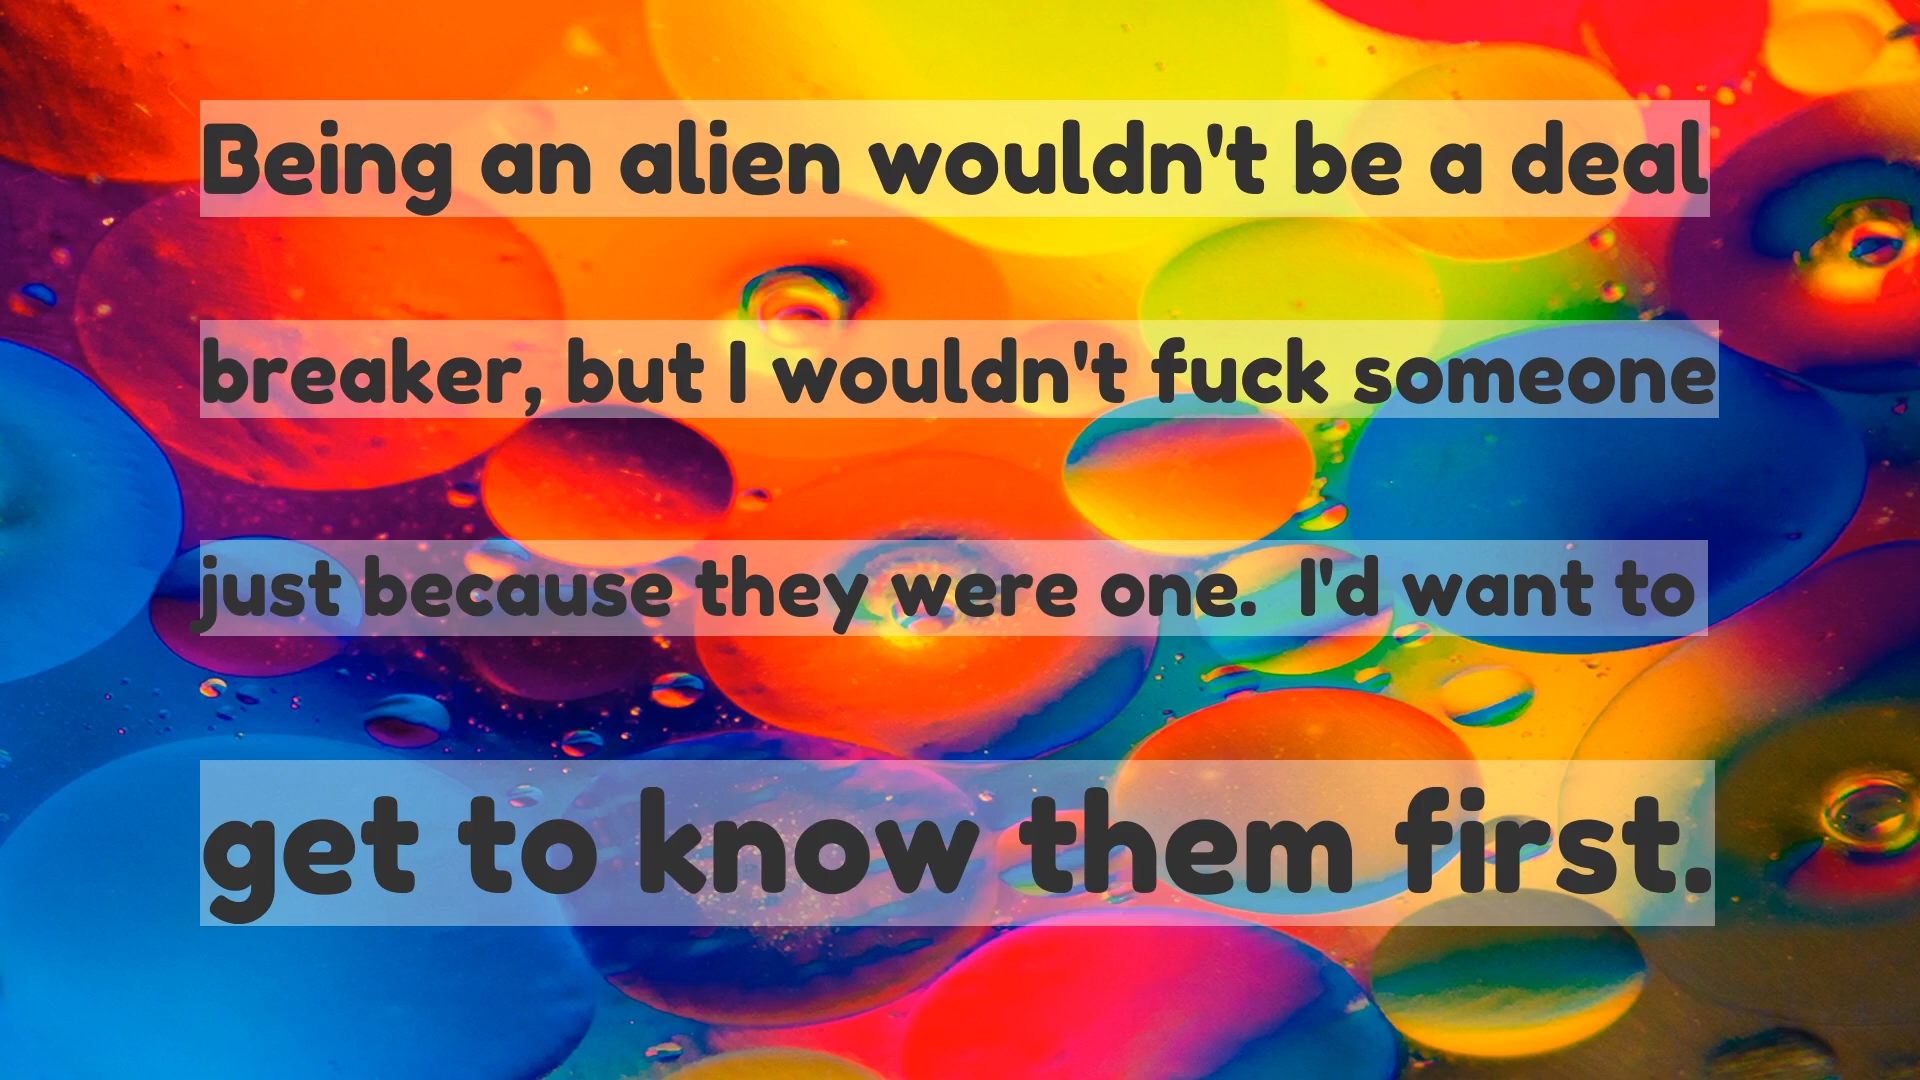 Being an alien wouldn't be a deal
breaker, but I wouldn't fuck someone
just because they were one.  I'd want to
get to know them first.